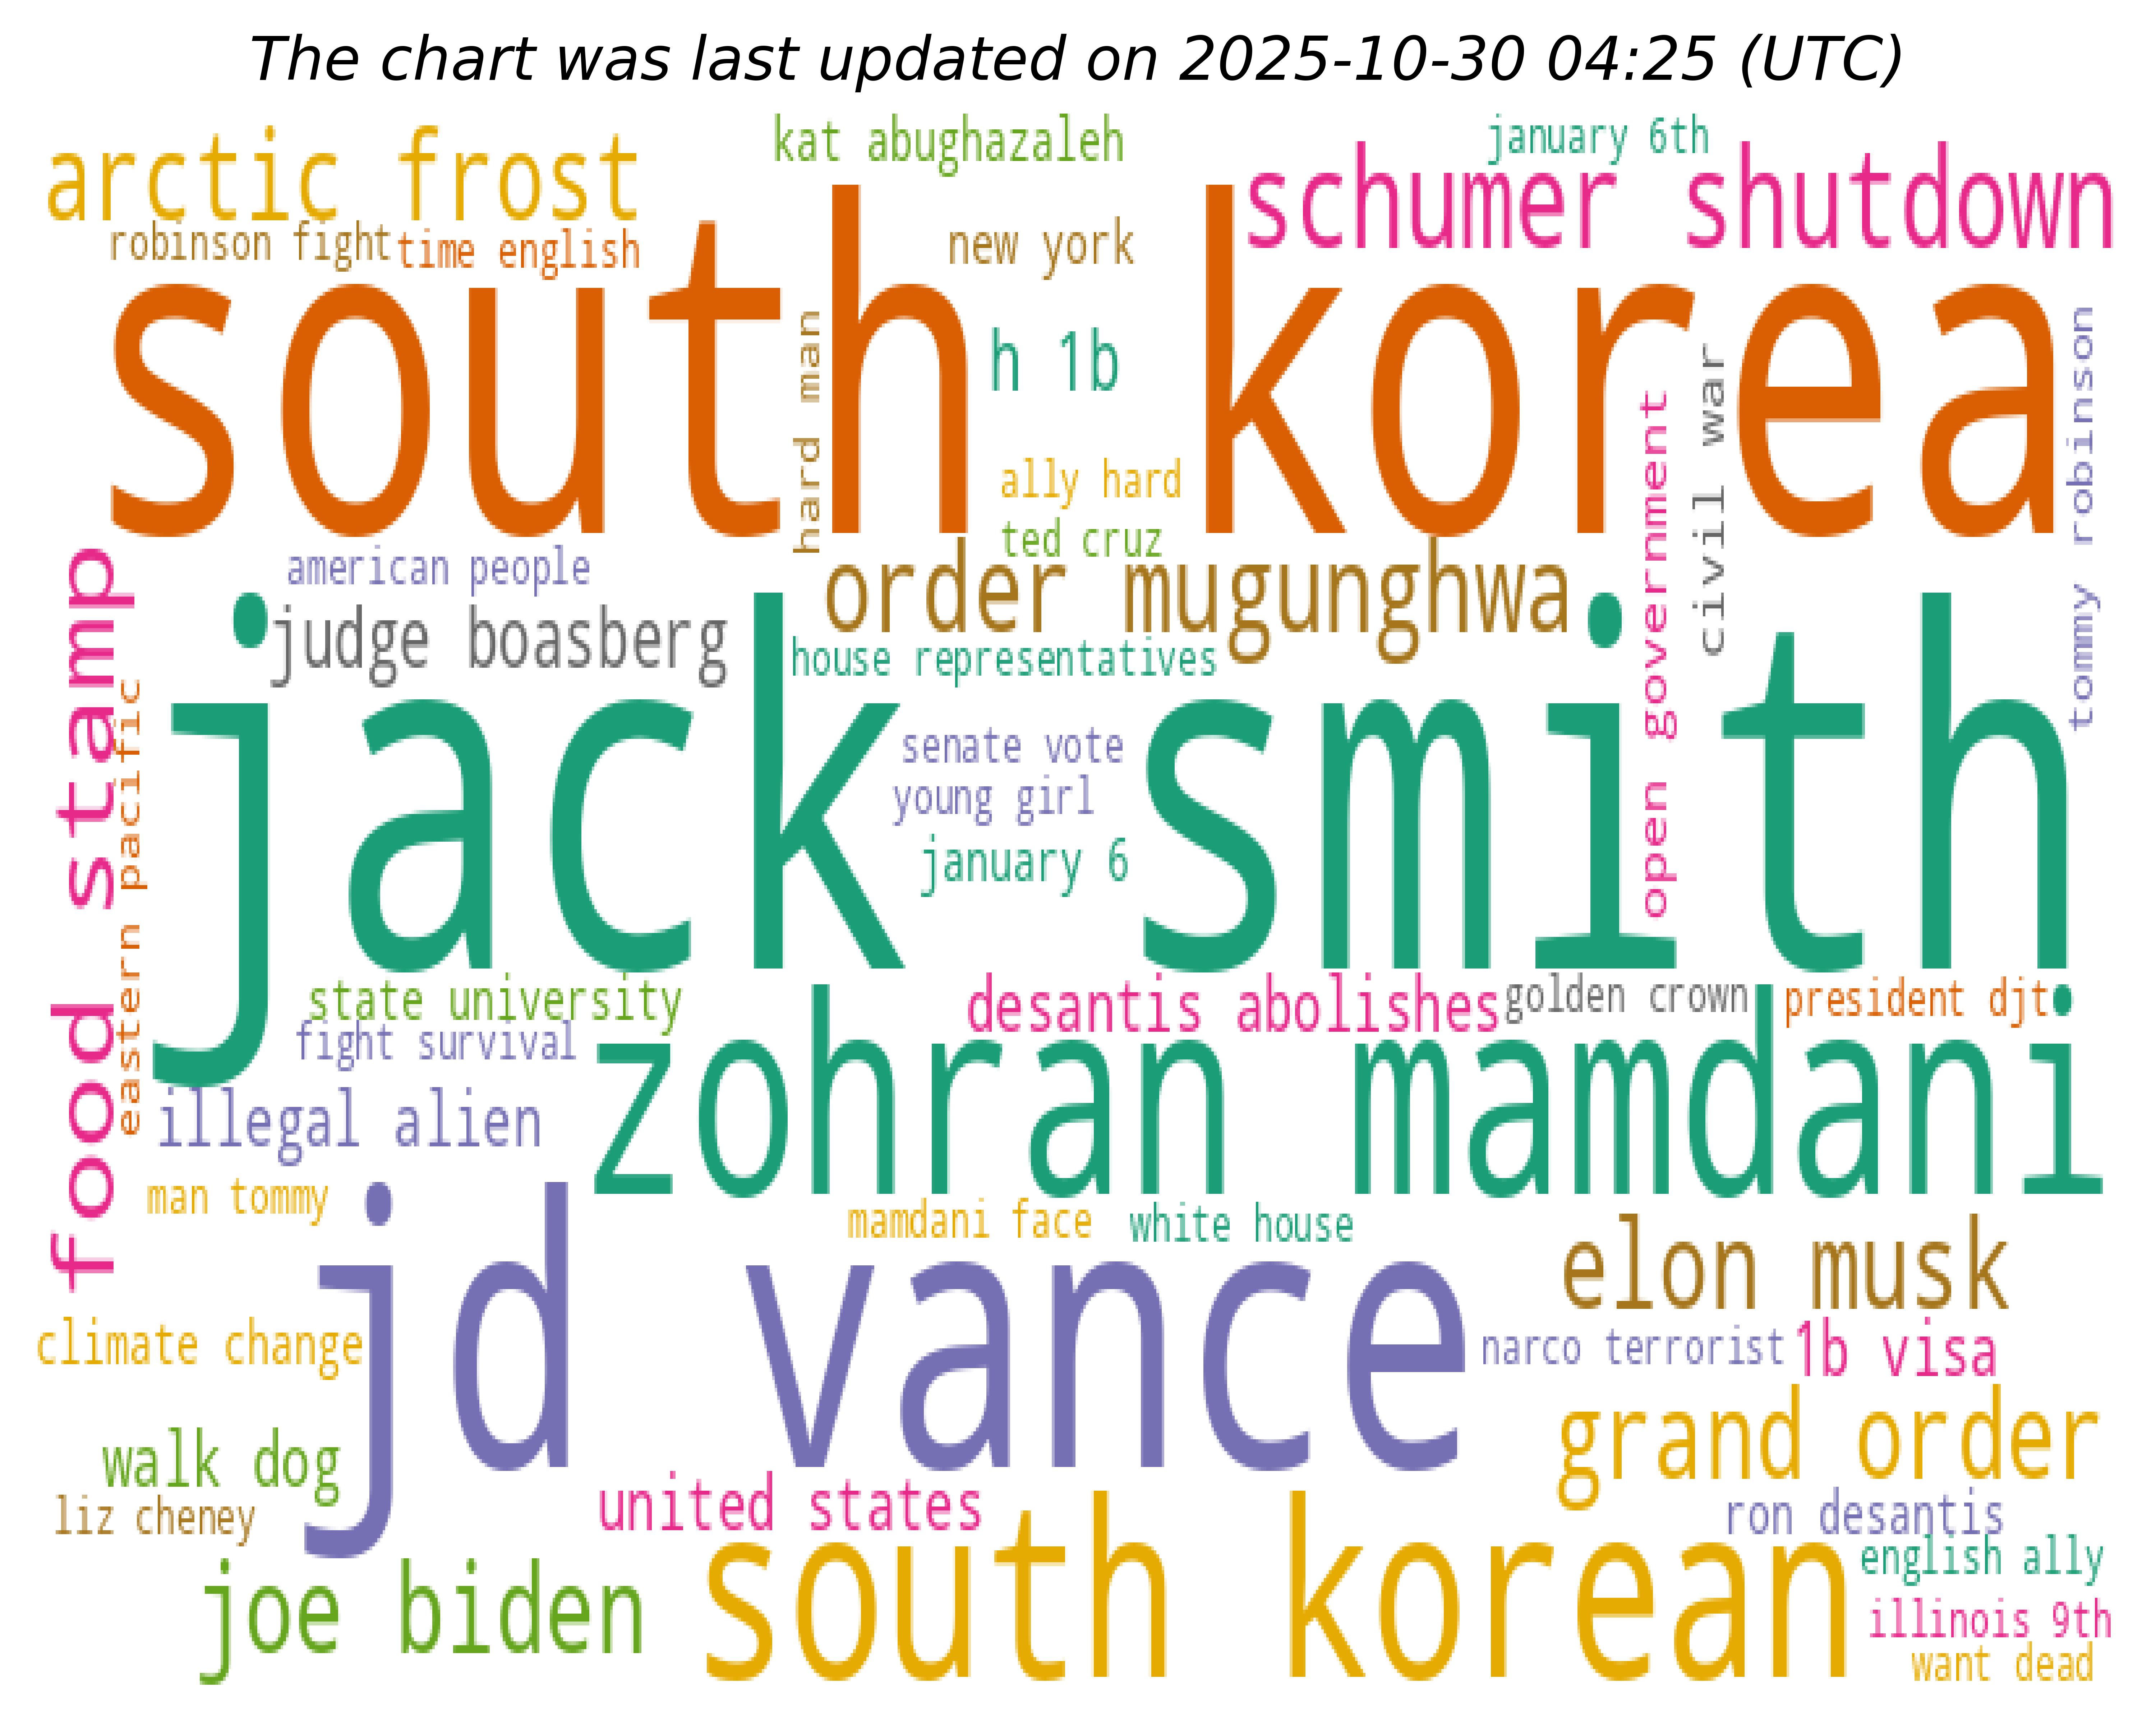 The chart was last updated on 2025-10-30 04:25 (UTC)
kat abughazaleh
january 6th
arctic frost
schumer shutdown
robinson fight
time english
new york
south korea
hard man
h 1b
civil war
tommy robinson
open government
ally hard
ted cruz
american people
order mugunghwa
food stamp
judge boasberg
house representatives
eastern pacific
jack smith
senate vote
young girl
january 6
state university
desantis abolishes
golden crown
president djt
fight survival
zohran mamdani
illegal alien
man tommy
mamdani face
white house
jd vance
elon musk
climate change
narco terrorist
1b visa
grand order
walk dog
liz cheney
united states
ron desantis
south korean
english ally
joe biden
illinois 9th
want dead